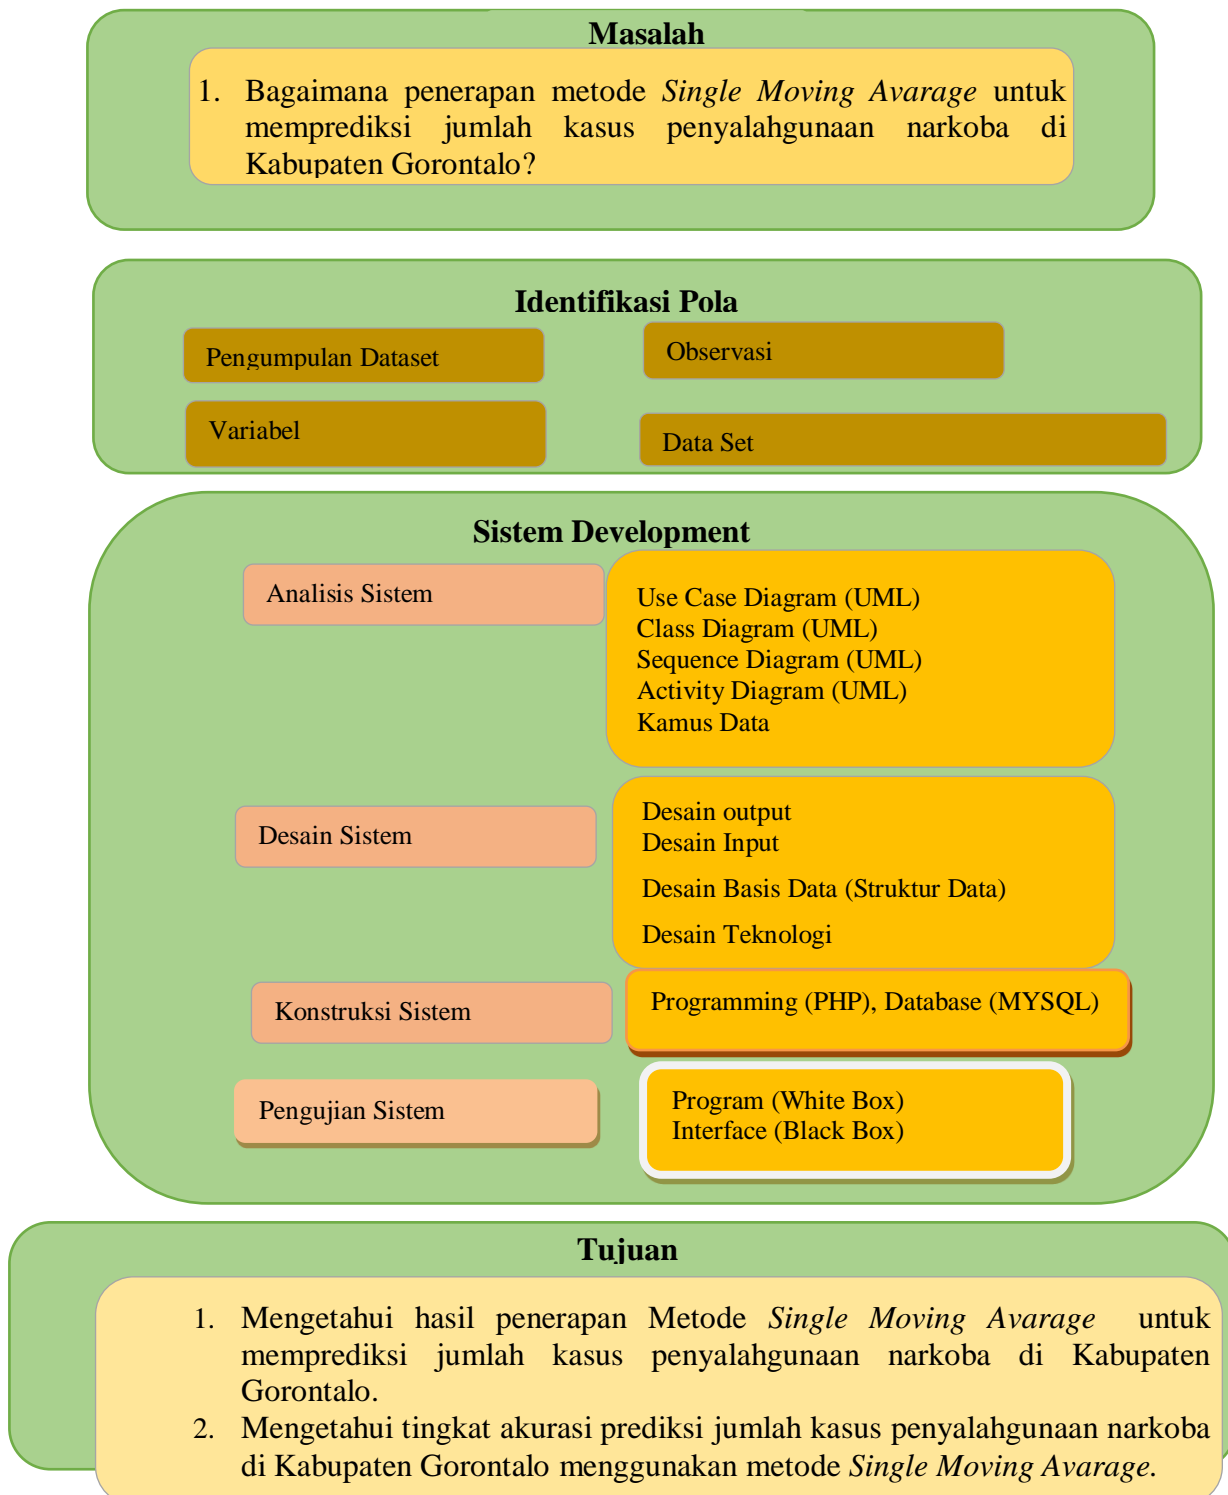 Masalah
1. Bagaimana penerapan metode Single Moving Avarage untuk
memprediksi jumlah kasus penyalahgunaan narkoba di
Kabupaten Gorontalo?
Identifikasi Pola
Pengumpulan Dataset
Observasi
Variabel
Data Set
Sistem Development
Analisis Sistem
Use Case Diagram (UML)
Class Diagram (UML)
Sequence Diagram (UML)
Activity Diagram (UML)
Kamus Data
Desain Sistem
Desain output
Desain Input
Desain Basis Data (Struktur Data)
Desain Teknologi
Konstruksi Sistem
Programming (PHP), Database (MYSQL)
Pengujian Sistem
Program (White Box)
Interface (Black Box)
Tujuan
1. Mengetahui hasil penerapan Metode Single Moving Avarage untuk
memprediksi jumlah kasus penyalahgunaan narkoba di Kabupaten
Gorontalo.
2. Mengetahui tingkat akurasi prediksi jumlah kasus penyalahgunaan narkoba
di Kabupaten Gorontalo menggunakan metode Single Moving Avarage.